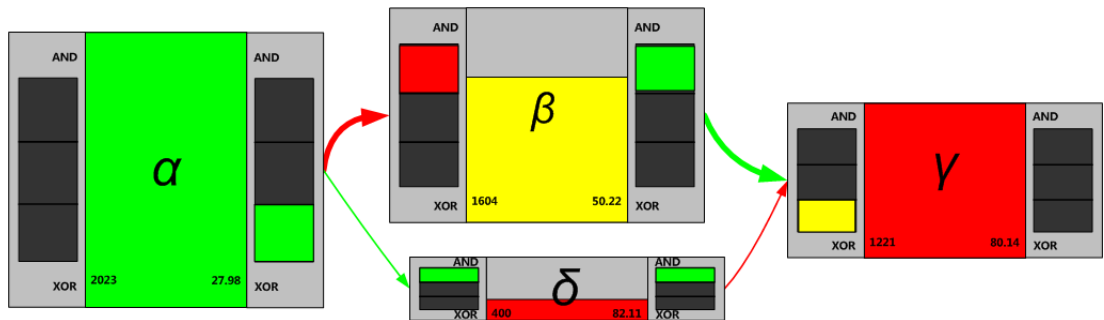 AND AND
α
XOR XOR
2023 27.98
AND AND
β
XOR XOR
1604 50.22
AND AND
δ
XOR XOR
400 82.11
AND AND
γ
XOR XOR
1221 80.14